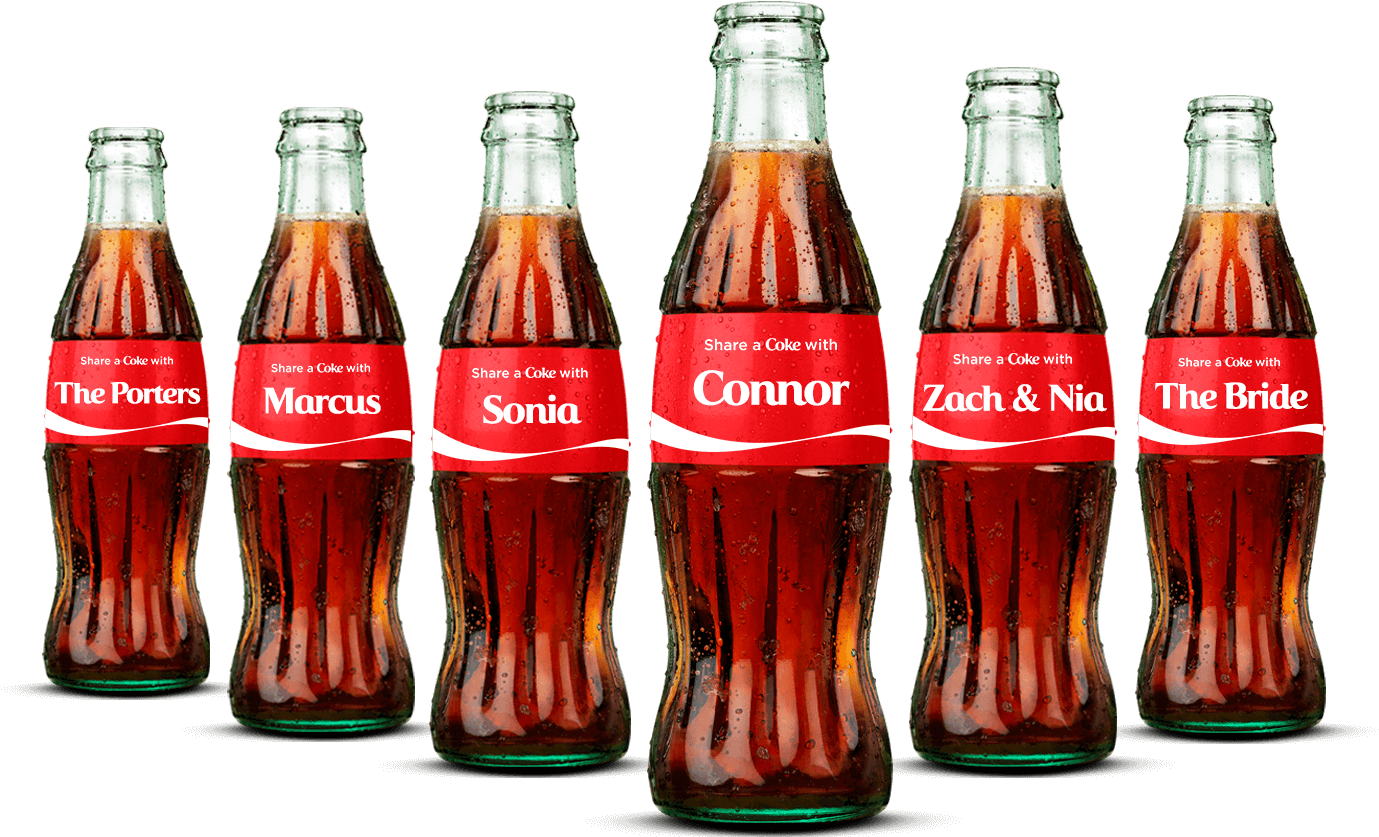 Share a Coke with
The Porters
Share a Coke with
Marcus
Share a Coke with
Sonia
Share a Coke with
Connor
Share a Coke with
Zach & Nia
Share a Coke with
The Bride